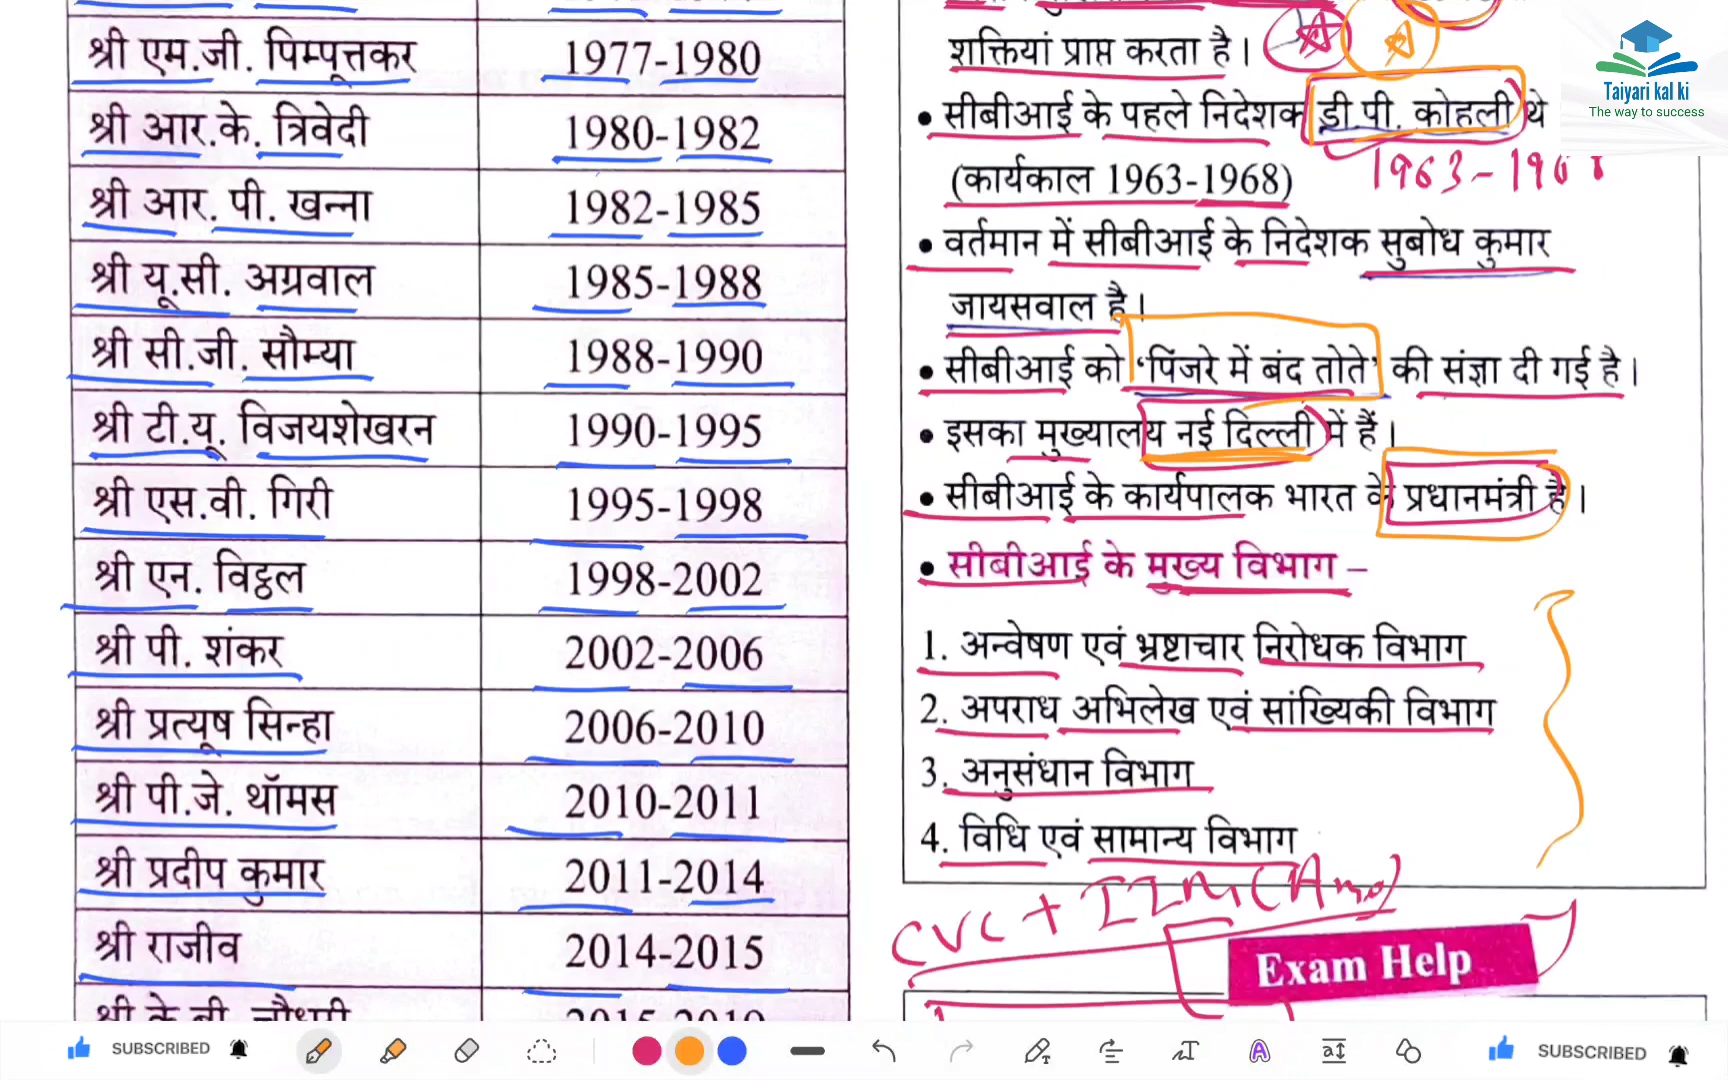 श्री एम.जी. पिम्पूत्तकर 1977-1980
श्री आर.के. त्रिवेदी 1980-1982
श्री आर. पी. खन्ना 1982-1985
श्री यू.सी. अग्रवाल 1985-1988
श्री सी.जी. सौम्या 1988-1990
श्री टी.यू. विजयशेखरन 1990-1995
श्री एस.वी. गिरी 1995-1998
श्री एन. विठ्ठल 1998-2002
श्री पी. शंकर 2002-2006
श्री प्रत्यूष सिन्हा 2006-2010
श्री पी.जे. थॉमस 2010-2011
श्री प्रदीप कुमार 2011-2014
श्री राजीव 2014-2015
शक्तियां प्राप्त करता है।
• सीबीआई के पहले निदेशक डी.पी. कोहली थे
(कार्यकाल 1963-1968) 1963-
• वर्तमान में सीबीआई के निदेशक सुबोध कुमार
जायसवाल है।
• सीबीआई को 'पिंजरे में बंद तोते' की संज्ञा दी गई है।
• इसका मुख्यालय नई दिल्ली में हैं।
• सीबीआई के कार्यपालक भारत के प्रधानमंत्री है।
• सीबीआई के मुख्य विभाग –
1. अन्वेषण एवं भ्रष्टाचार निरोधक विभाग
2. अपराध अभिलेख एवं सांख्यिकी विभाग
3. अनुसंधान विभाग
4. विधि एवं सामान्य विभाग
CVC +
Exam Help
Taiyari kal ki
The way to success
SUBSCRIBED
SUBSCRIBED